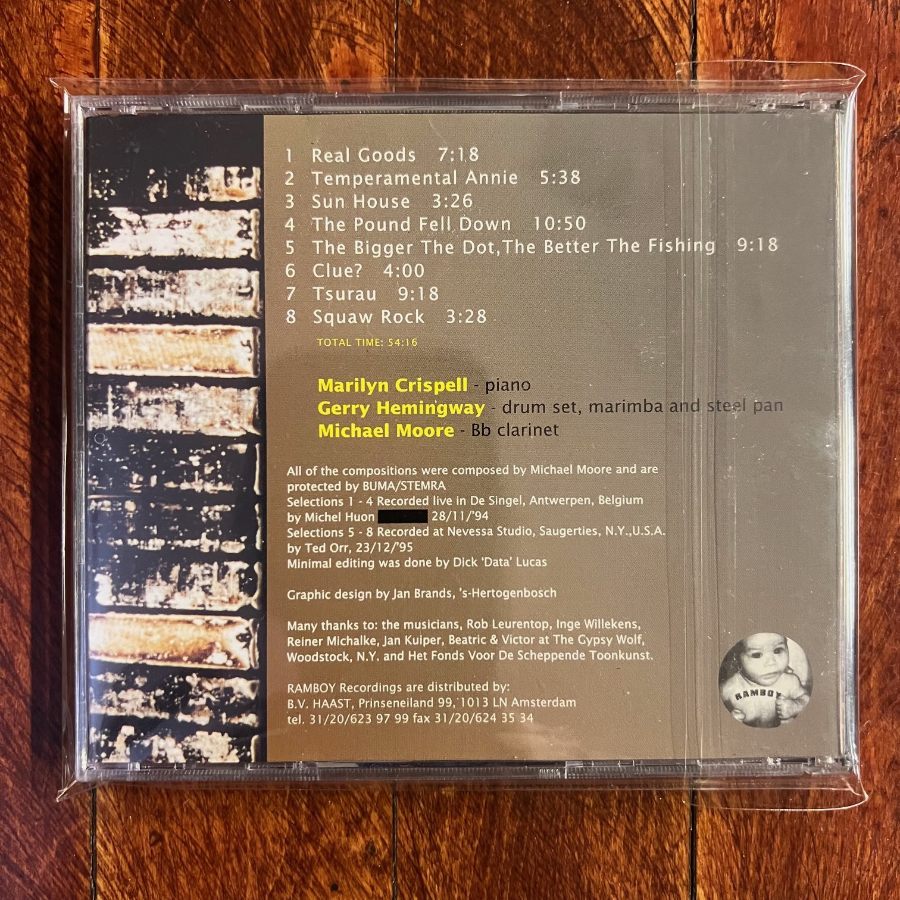 1 Real Goods 7:18
2 Temperamental Annie 5:38
3 Sun House 3:26
4 The Pound Fell Down 10:50
5 The Bigger The Dot,The Better The Fishing 9:18
6 Clue? 4:00
7 Tsurau 9:18
8 Squaw Rock 3:28
TOTAL TIME: 54:16
Marilyn Crispell - piano
Gerry Hemingway - drum set, marimba and steel pan
Michael Moore - Bb clarinet
All of the compositions were composed by Michael Moore and are
protected by BUMA/STEMRA
Selections 1 - 4 Recorded live in De Singel, Antwerpen, Belgium
by Michel Huon 28/11/'94
Selections 5 - 8 Recorded at Nevessa Studio, Saugerties, N.Y.,U.S.A.
by Ted Orr, 23/12/'95
Minimal editing was done by Dick 'Data' Lucas
Graphic design by Jan Brands, 's-Hertogenbosch
Many thanks to: the musicians, Rob Leurentop, Inge Willekens,
Reiner Michalke, Jan Kuiper, Beatric & Victor at The Gypsy Wolf,
Woodstock, N.Y. and Het Fonds Voor De Scheppende Toonkunst.
RAMBOY Recordings are distributed by:
B.V. HAAST, Prinseneiland 99, 1013 LN Amsterdam
tel. 31/20/623 97 99 fax 31/20/624 35 34
RAMBOY